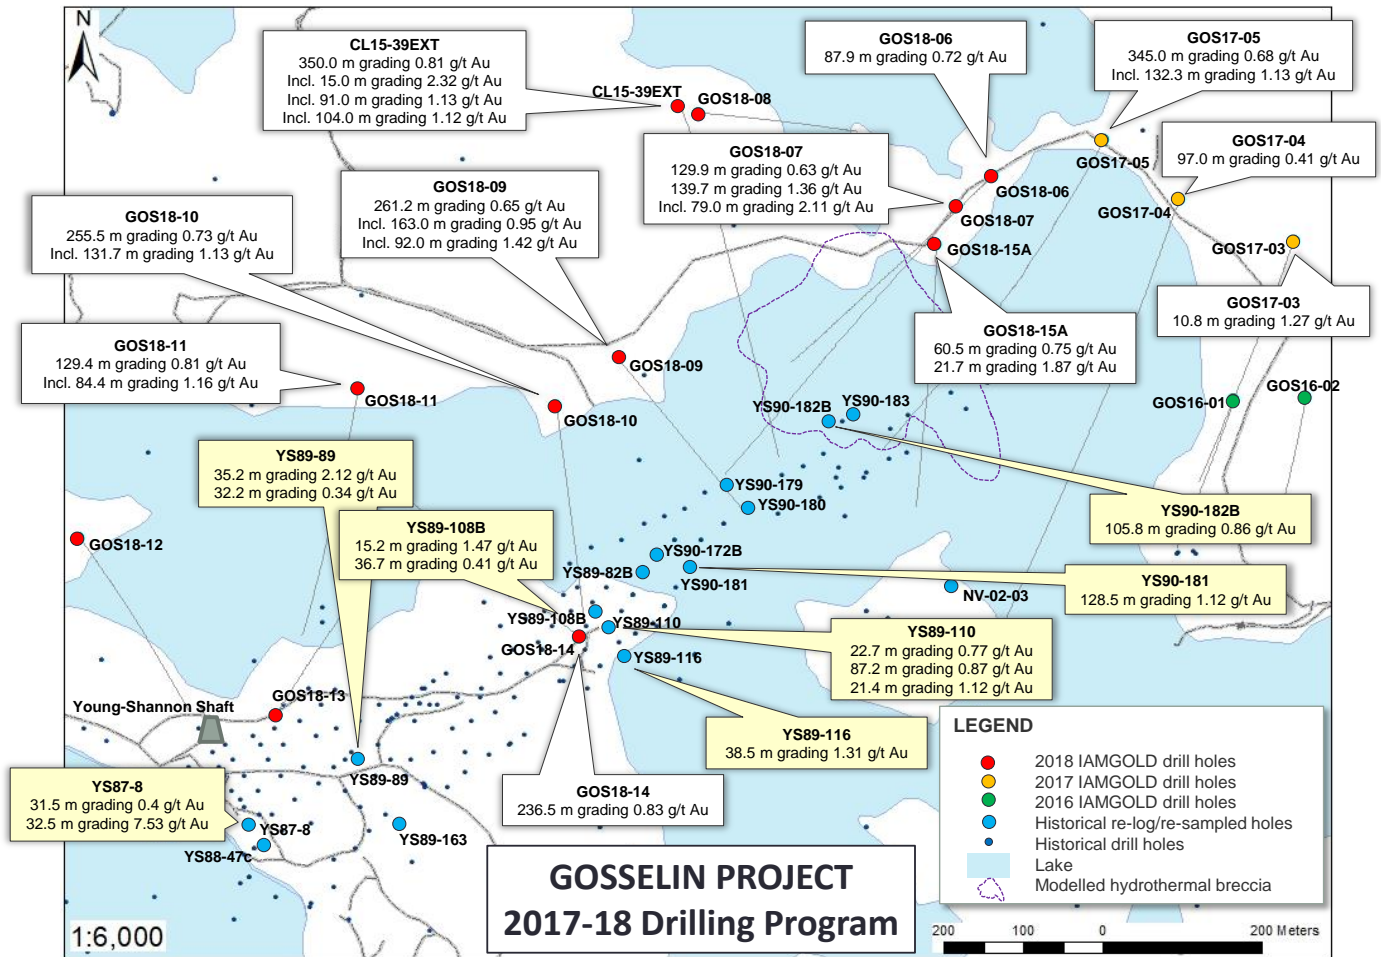 N
CL15-39EXT
350.0 m grading 0.81 g/t Au
Incl. 15.0 m grading 2.32 g/t Au
Incl. 91.0 m grading 1.13 g/t Au
Incl. 104.0 m grading 1.12 g/t Au
GOS18-06
87.9 m grading 0.72 g/t Au
GOS17-05
345.0 m grading 0.68 g/t Au
Incl. 132.3 m grading 1.13 g/t Au
CL15-39EXT
GOS18-08
GOS18-07
129.9 m grading 0.63 g/t Au
139.7 m grading 1.36 g/t Au
Incl. 79.0 m grading 2.11 g/t Au
GOS17-04
97.0 m grading 0.41 g/t Au
GOS17-05
GOS18-06
GOS17-04
GOS18-07
GOS18-15A
GOS17-03
GOS18-09
261.2 m grading 0.65 g/t Au
Incl. 163.0 m grading 0.95 g/t Au
Incl. 92.0 m grading 1.42 g/t Au
GOS18-10
255.5 m grading 0.73 g/t Au
Incl. 131.7 m grading 1.13 g/t Au
GOS17-03
10.8 m grading 1.27 g/t Au
GOS18-15A
60.5 m grading 0.75 g/t Au
21.7 m grading 1.87 g/t Au
GOS18-11
129.4 m grading 0.81 g/t Au
Incl. 84.4 m grading 1.16 g/t Au
GOS18-09
GOS18-11
GOS18-10
YS90-182B
YS90-183
GOS16-01
GOS16-02
YS89-89
35.2 m grading 2.12 g/t Au
32.2 m grading 0.34 g/t Au
YS90-179
YS90-180
YS90-182B
105.8 m grading 0.86 g/t Au
GOS18-12
YS89-108B
15.2 m grading 1.47 g/t Au
36.7 m grading 0.41 g/t Au
YS90-172B
YS89-82B
YS90-181
NV-02-03
YS90-181
128.5 m grading 1.12 g/t Au
YS89-108B
YS89-110
GOS18-14
YS89-116
YS89-110
22.7 m grading 0.77 g/t Au
87.2 m grading 0.87 g/t Au
21.4 m grading 1.12 g/t Au
GOS18-13
Young-Shannon Shaft
YS89-116
38.5 m grading 1.31 g/t Au
YS89-89
YS87-8
31.5 m grading 0.4 g/t Au
32.5 m grading 7.53 g/t Au
GOS18-14
236.5 m grading 0.83 g/t Au
YS87-8
YS88-47c
YS89-163
LEGEND
2018 IAMGOLD drill holes
2017 IAMGOLD drill holes
2016 IAMGOLD drill holes
Historical re-log/re-sampled holes
Historical drill holes
Lake
Modelled hydrothermal breccia
GOSSELIN PROJECT
2017-18 Drilling Program
1:6,000
200 100 0 200 Meters